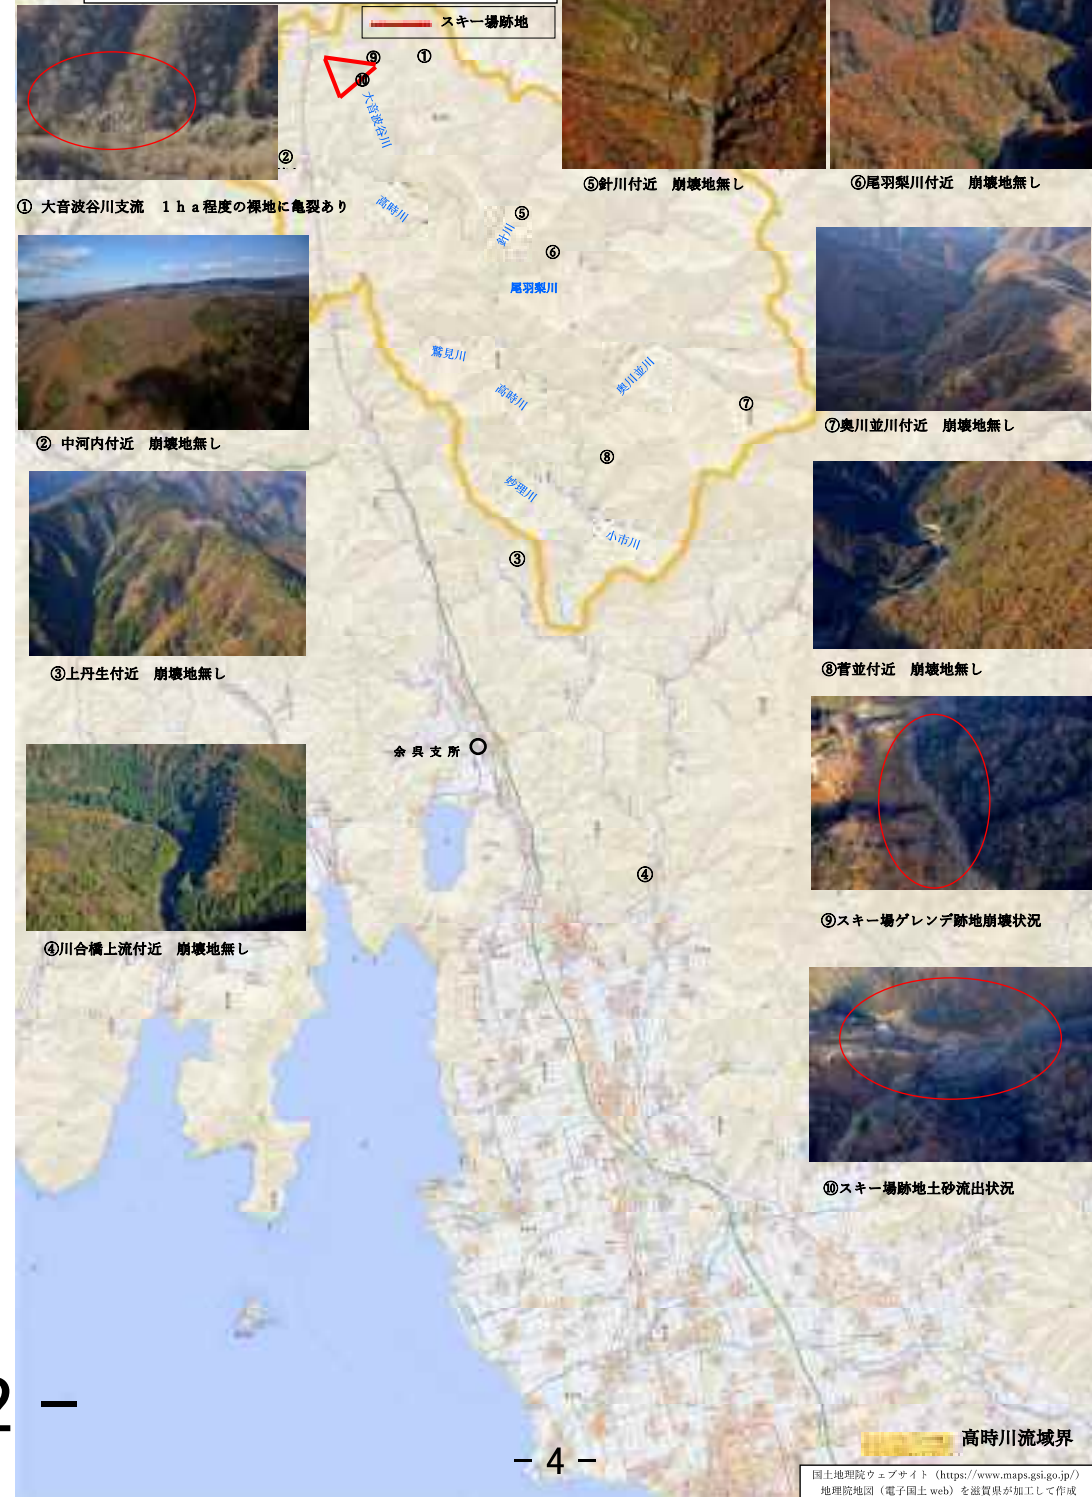 スキー場跡地
⑨
①
⑩
大音波谷川
②
① 大音波谷川支流　１ｈａ程度の裸地に亀裂あり
高時川
⑤
針川
⑥
尾羽梨川
⑤針川付近　崩壊地無し
⑥尾羽梨川付近　崩壊地無し
② 中河内付近　崩壊地無し
鷲見川
高時川
奥川並川
⑦
⑦奥川並川付近　崩壊地無し
⑧
妙理川
小市川
③
③上丹生付近　崩壊地無し
⑧菅並付近　崩壊地無し
余呉支所
④
④川合橋上流付近　崩壊地無し
⑨スキー場ゲレンデ跡地崩壊状況
⑩スキー場跡地土砂流出状況
2 −
高時川流域界
− 4 −
国土地理院ウェブサイト（https://www.maps.gsi.go.jp/）
地理院地図（電子国土 web）を滋賀県が加工して作成